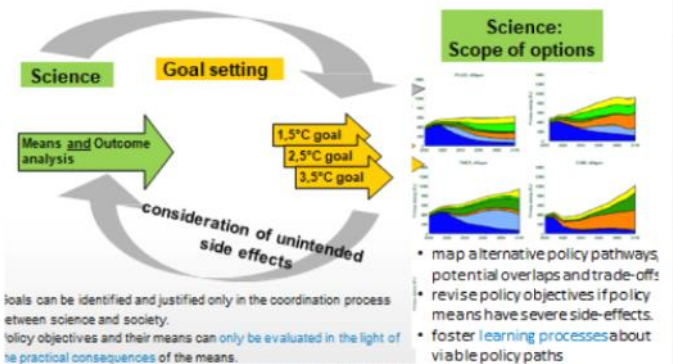 Science:
Scope of options
Science
Goal setting
Means and Outcome
analysis
1,5°C goal
2,5°C goal
3,5°C goal
consideration of unintended
side effects
• map alternative policy pathways,
potential overlaps and trade-offs
• revise policy objectives if policy
means have severe side-effects.
• foster learning processes about
viable policy paths
Goals can be identified and justified only in the coordination process
between science and society.
Policy objectives and their means can only be evaluated in the light of
the practical consequences of the means.